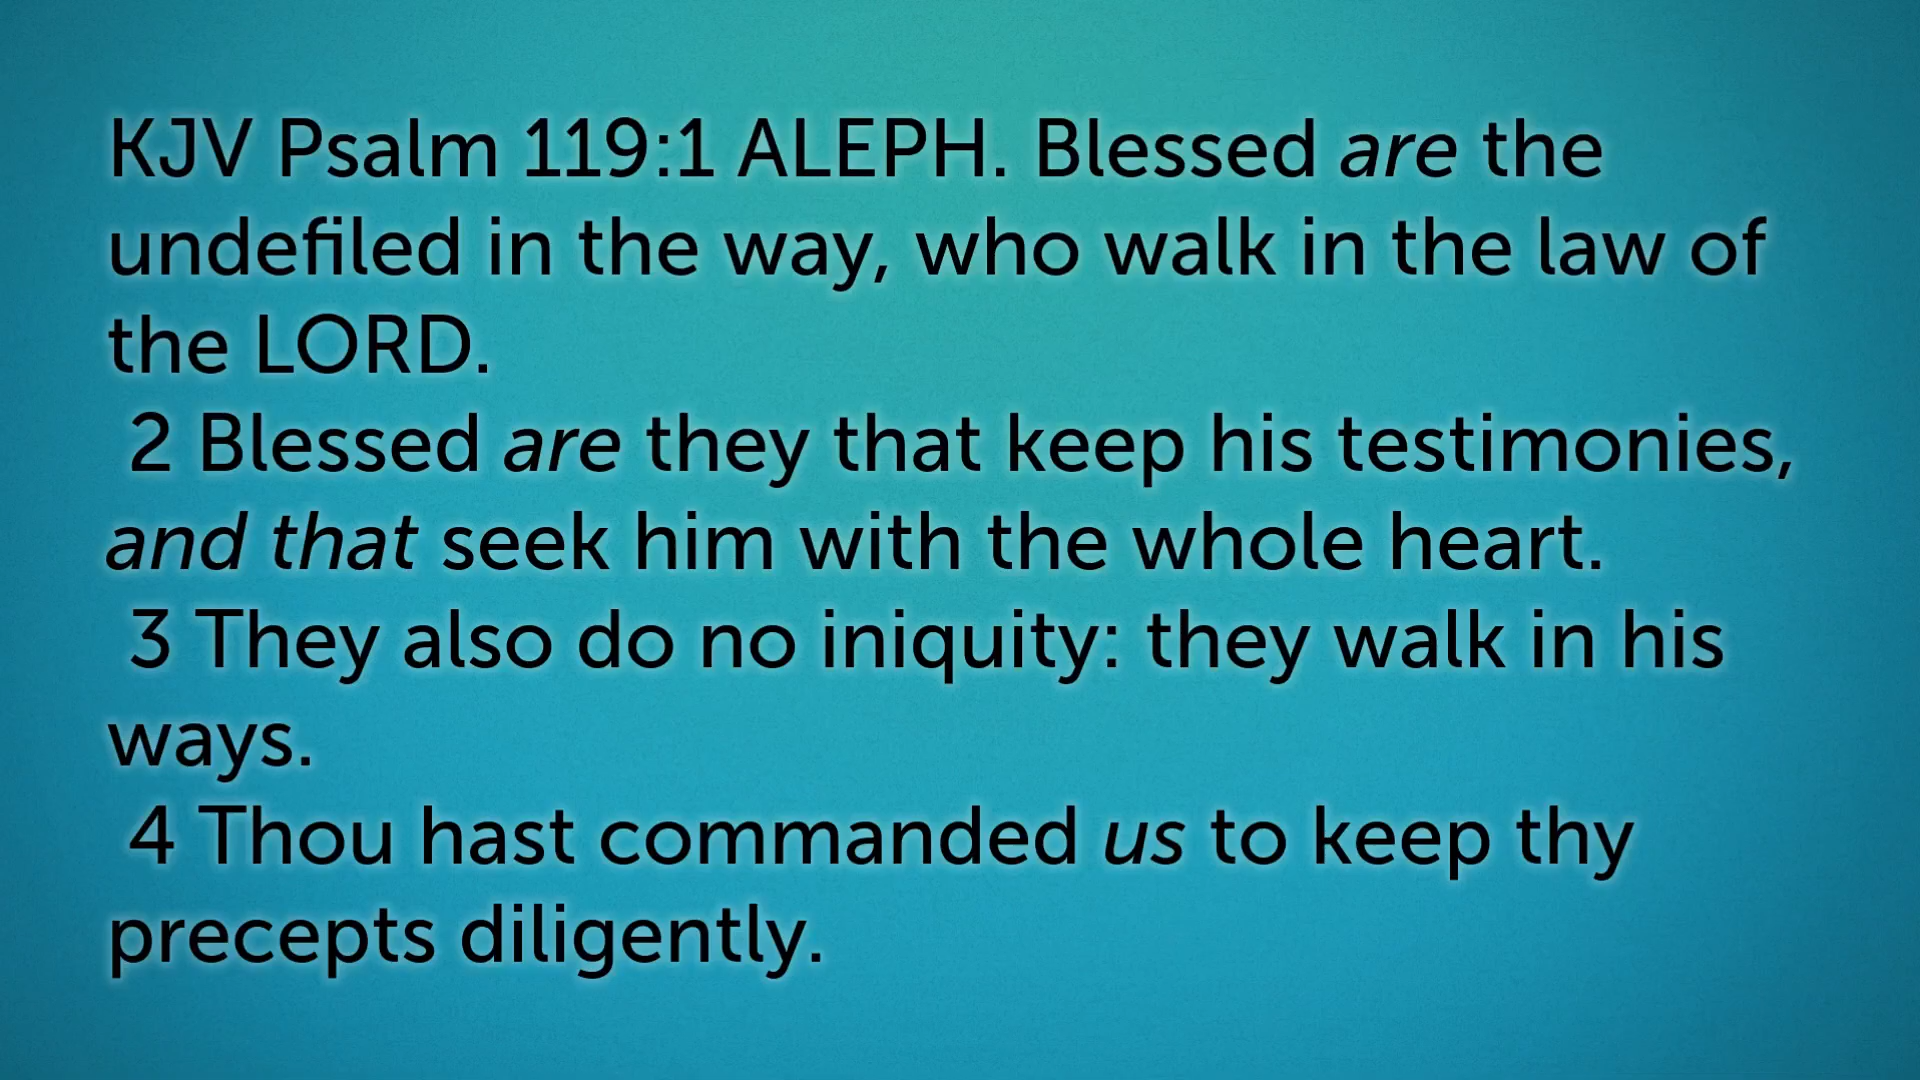 KJV Psalm 119:1 ALEPH. Blessed are the
undefiled in the way, who walk in the law of
the LORD.
2 Blessed are they that keep his testimonies,
and that seek him with the whole heart.
3 They also do no iniquity: they walk in his
ways.
4 Thou hast commanded us to keep thy
precepts diligently.